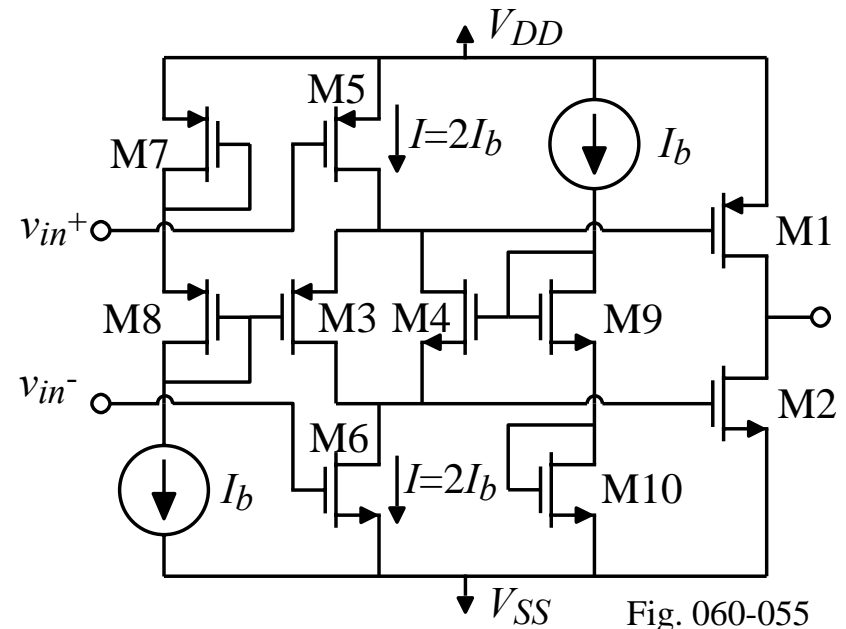 V_DD
M5
I=2I_b
I_b
M7
v_in+
M1
M8
M3
M4
M9
v_in-
M2
M6
I_b
I=2I_b
M10
V_SS
Fig. 060-055